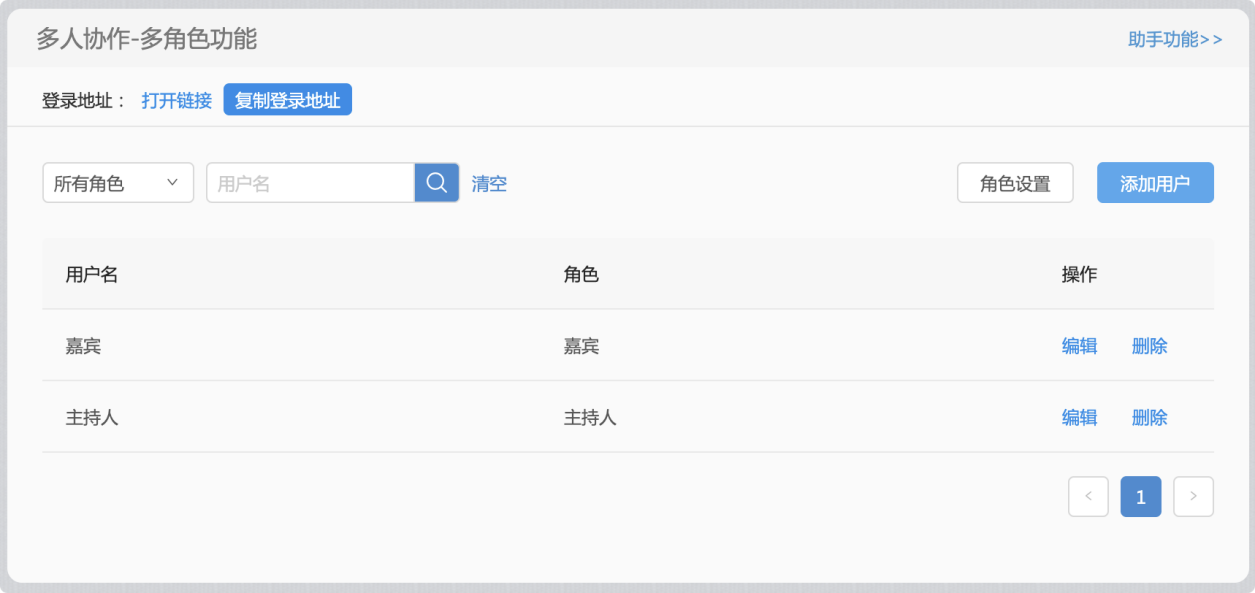 多人协作-多角色功能 助手功能>>
登录地址： 打开链接 复制登录地址
所有角色 用户名 清空 角色设置 添加用户
用户名 角色 操作
嘉宾 嘉宾 编辑 删除
主持人 主持人 编辑 删除
< 1 >